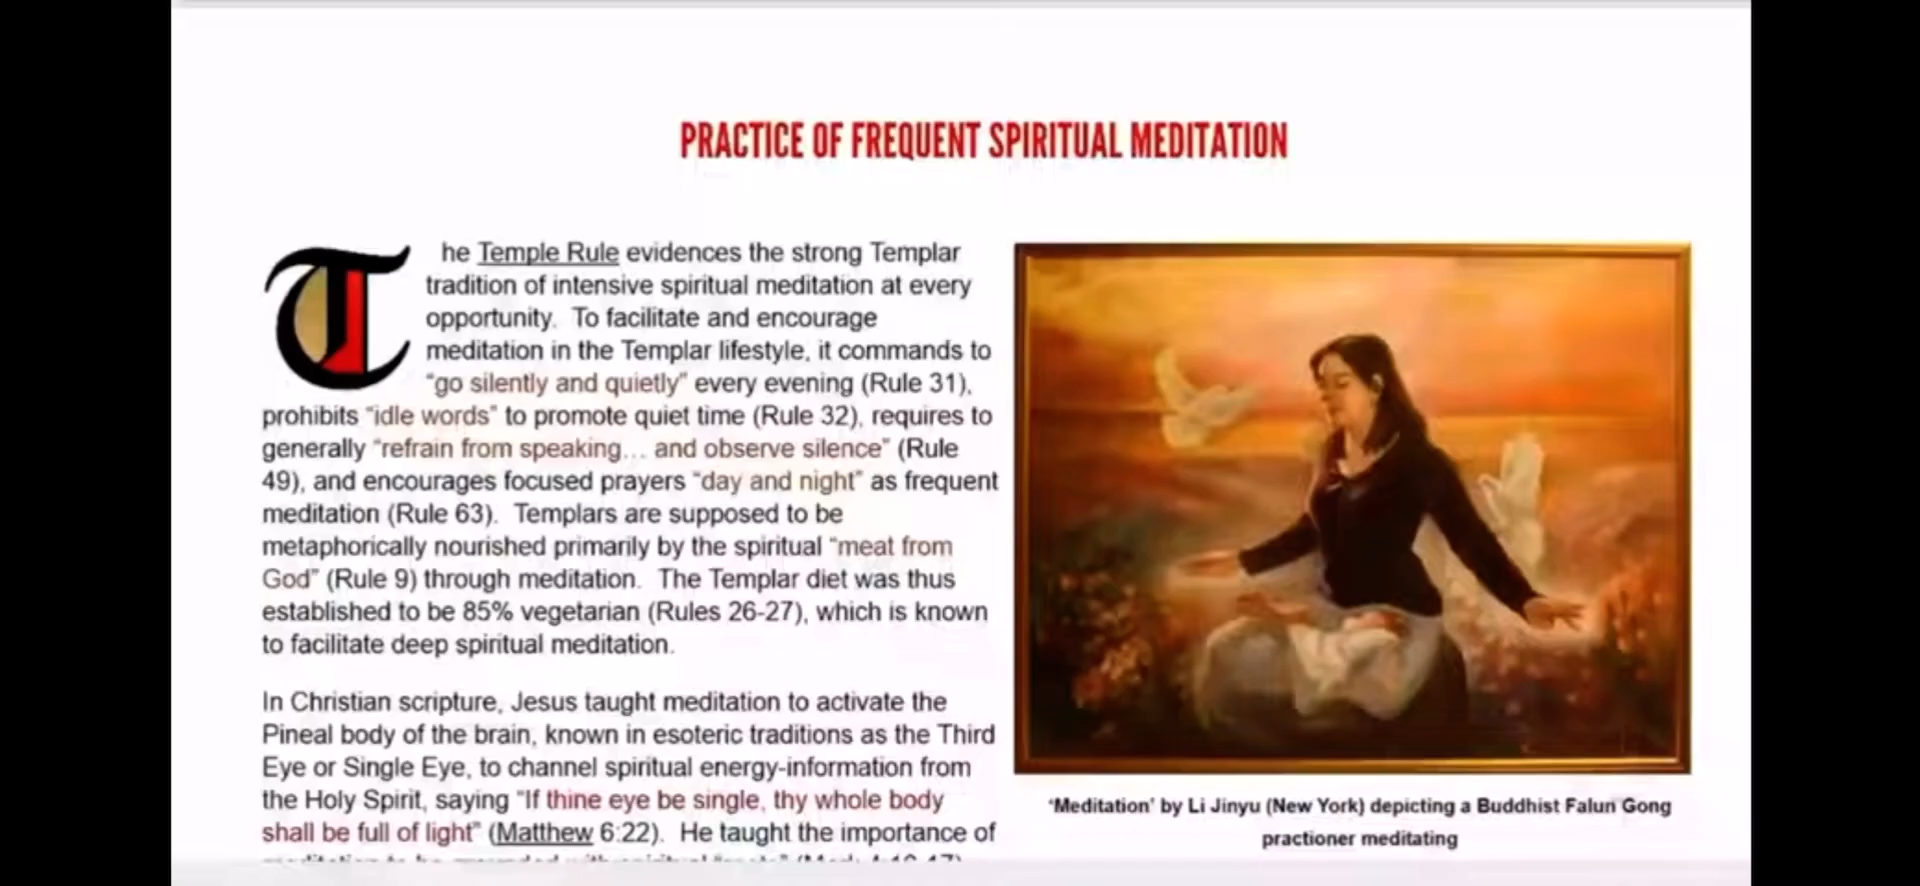 PRACTICE OF FREQUENT SPIRITUAL MEDITATION
The Temple Rule evidences the strong Templar
tradition of intensive spiritual meditation at every
opportunity. To facilitate and encourage
meditation in the Templar lifestyle, it commands to
“go silently and quietly” every evening (Rule 31),
prohibits “idle words” to promote quiet time (Rule 32), requires to
generally “refrain from speaking… and observe silence” (Rule
49), and encourages focused prayers “day and night” as frequent
meditation (Rule 63). Templars are supposed to be
metaphorically nourished primarily by the spiritual “meat from
God” (Rule 9) through meditation. The Templar diet was thus
established to be 85% vegetarian (Rules 26-27), which is known
to facilitate deep spiritual meditation.
In Christian scripture, Jesus taught meditation to activate the
Pineal body of the brain, known in esoteric traditions as the Third
Eye or Single Eye, to channel spiritual energy-information from
the Holy Spirit, saying “If thine eye be single, thy whole body
shall be full of light” (Matthew 6:22). He taught the importance of
‘Meditation’ by Li Jinyu (New York) depicting a Buddhist Falun Gong
practioner meditating